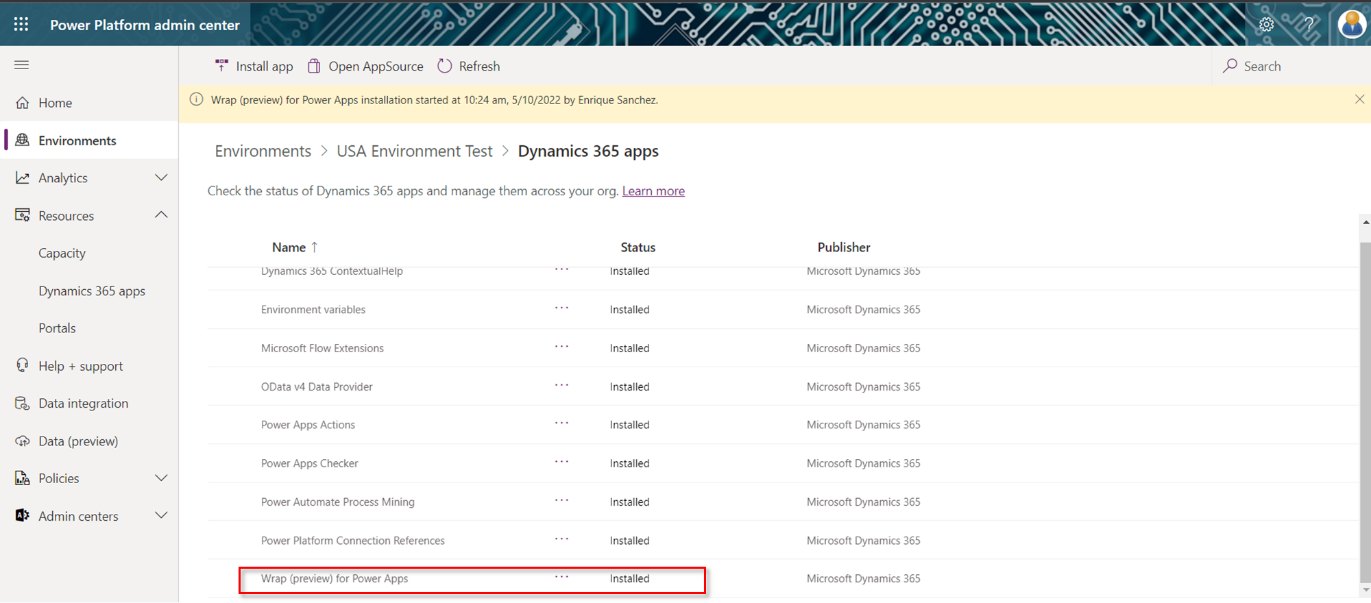 Power Platform admin center
Install app
Open AppSource
Refresh
Search
Wrap (preview) for Power Apps installation started at 10:24 am, 5/10/2022 by Enrique Sanchez.
Home
Environments
Analytics
Resources
Capacity
Dynamics 365 apps
Portals
Help + support
Data integration
Data (preview)
Policies
Admin centers
Environments > USA Environment Test > Dynamics 365 apps
Check the status of Dynamics 365 apps and manage them across your org. Learn more
Name ↑ Status Publisher
Dynamics 365 ContextualHelp ... Installed Microsoft Dynamics 365
Environment variables ... Installed Microsoft Dynamics 365
Microsoft Flow Extensions ... Installed Microsoft Dynamics 365
OData v4 Data Provider ... Installed Microsoft Dynamics 365
Power Apps Actions ... Installed Microsoft Dynamics 365
Power Apps Checker ... Installed Microsoft Dynamics 365
Power Automate Process Mining ... Installed Microsoft Dynamics 365
Power Platform Connection References ... Installed Microsoft Dynamics 365
Wrap (preview) for Power Apps ... Installed Microsoft Dynamics 365